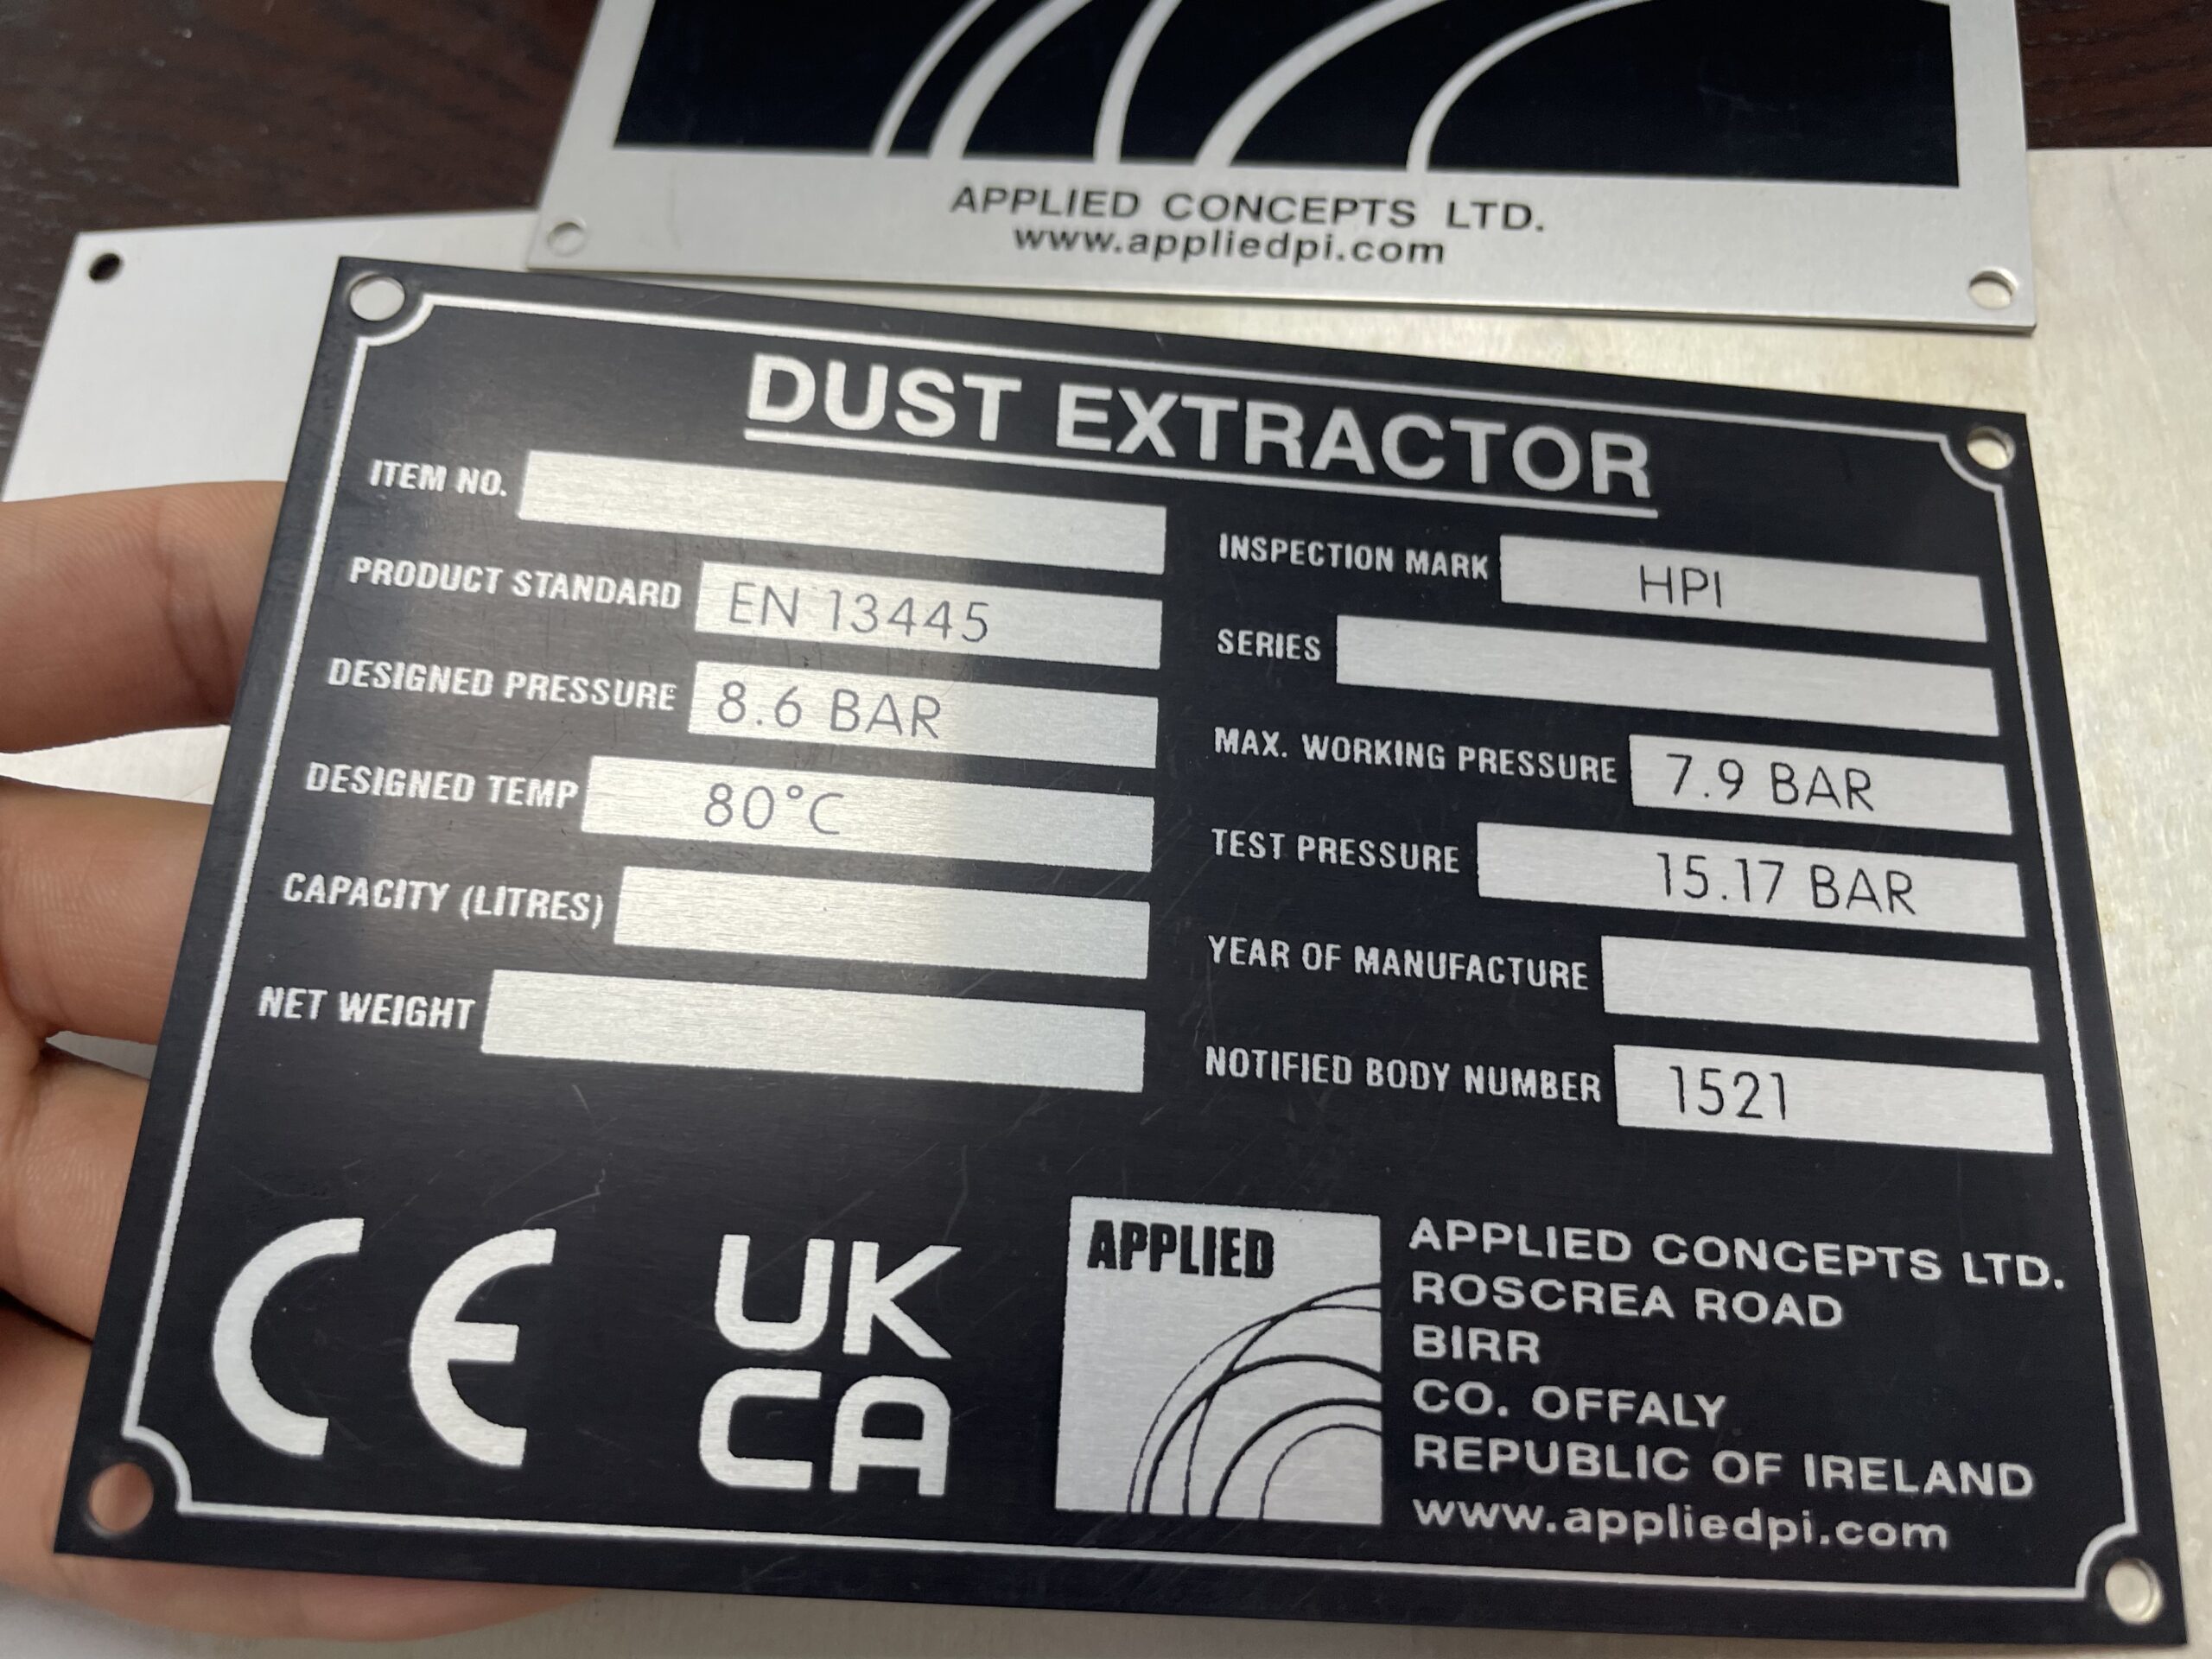 APPLIED CONCEPTS LTD.
www.appliedpi.com
DUST EXTRACTOR
ITEM NO.
PRODUCT STANDARD EN 13445
DESIGNED PRESSURE 8.6 BAR
DESIGNED TEMP 80°C
CAPACITY (LITRES)
NET WEIGHT
INSPECTION MARK HPI
SERIES
MAX. WORKING PRESSURE 7.9 BAR
TEST PRESSURE 15.17 BAR
YEAR OF MANUFACTURE
NOTIFIED BODY NUMBER 1521
CE
UK
CA
APPLIED
APPLIED CONCEPTS LTD.
ROSCREA ROAD
BIRR
CO. OFFALY
REPUBLIC OF IRELAND
www.appliedpi.com